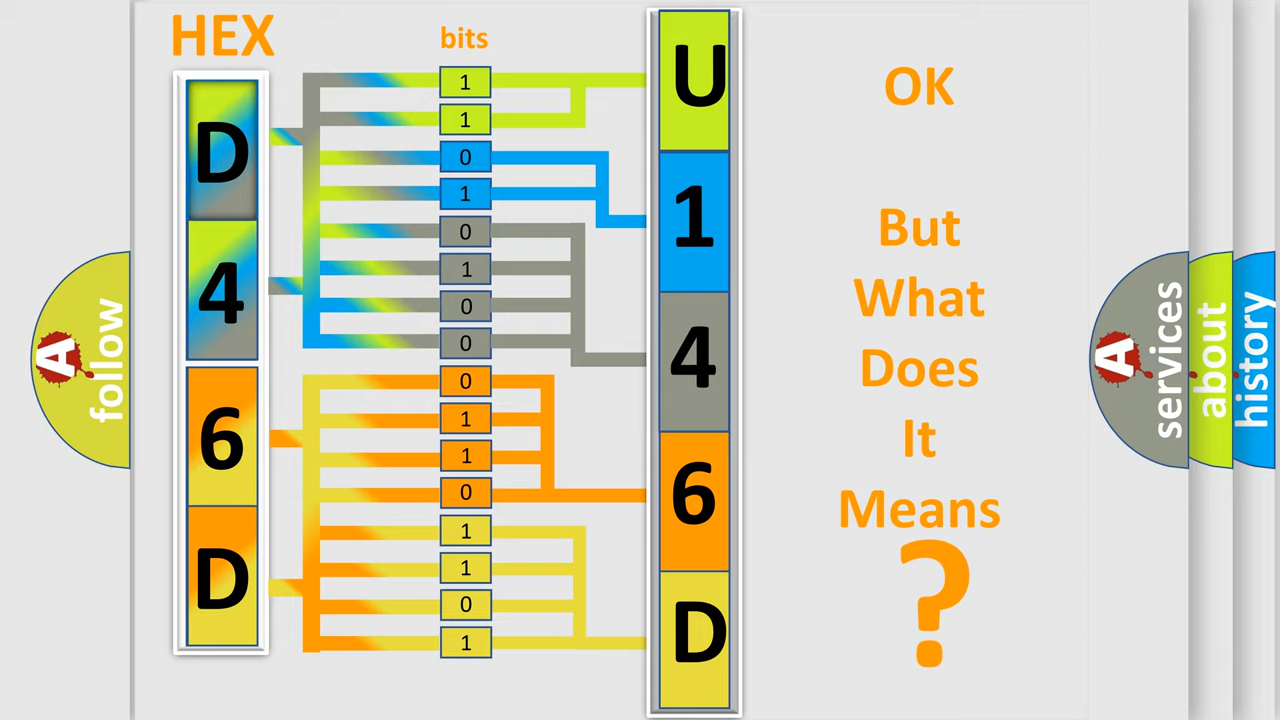 HEX
bits
D
4
6
D
1
1
0
1
0
1
0
0
0
1
1
0
1
1
0
1
U
1
4
6
D
OK
But
What
Does
It
Means
?
A
follow
A
services
about
history